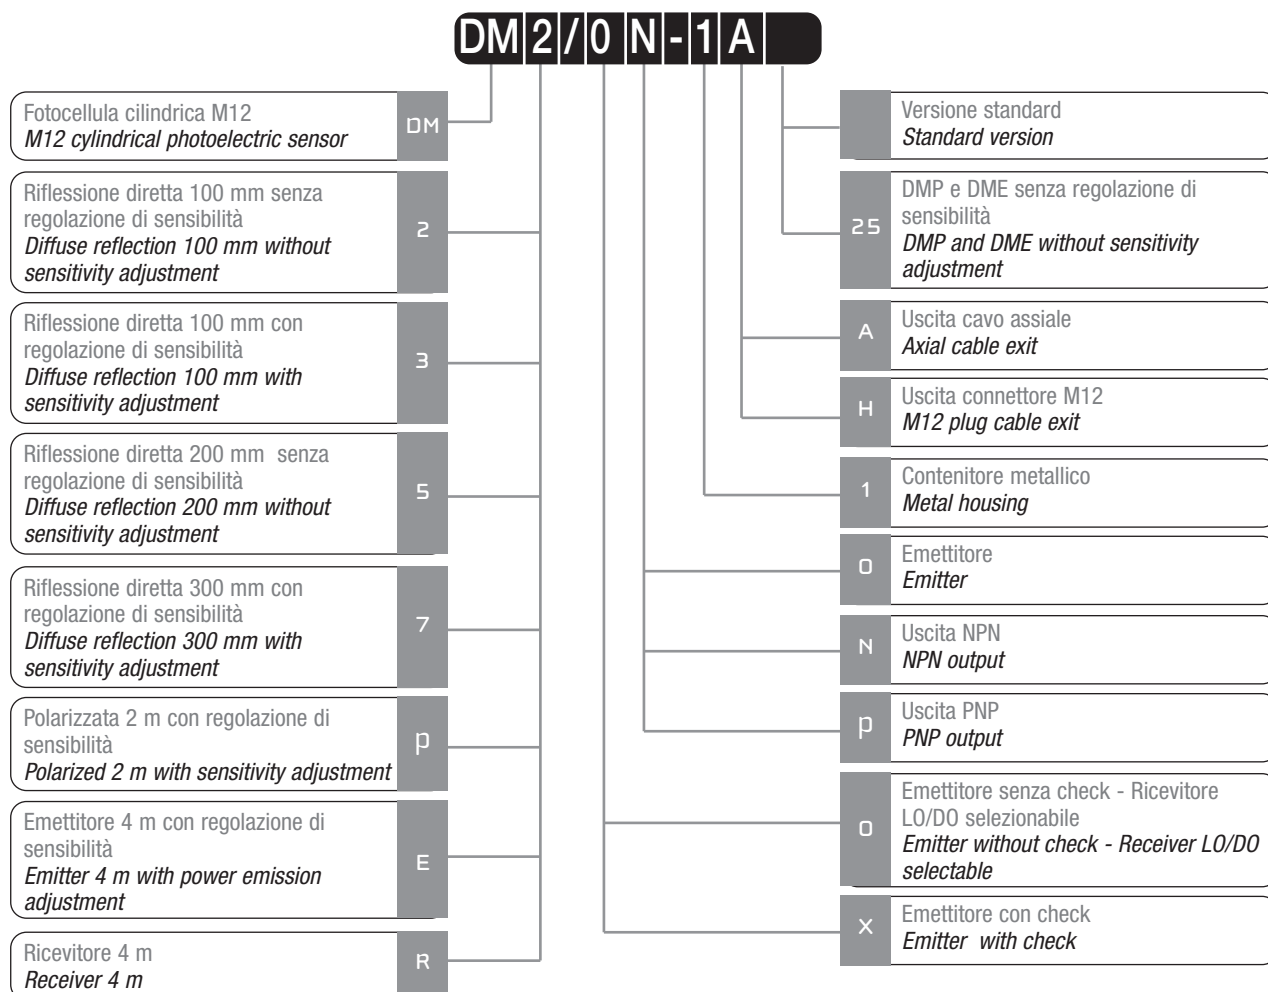 DM2/0N-1A
Fotocellula cilindrica M12
M12 cylindrical photoelectric sensor
DM
Riflessione diretta 100 mm senza
regolazione di sensibilità
Diffuse reflection 100 mm without
sensitivity adjustment
2
Riflessione diretta 100 mm con
regolazione di sensibilità
Diffuse reflection 100 mm with
sensitivity adjustment
3
Riflessione diretta 200 mm senza
regolazione di sensibilità
Diffuse reflection 200 mm without
sensitivity adjustment
5
Riflessione diretta 300 mm con
regolazione di sensibilità
Diffuse reflection 300 mm with
sensitivity adjustment
7
Polarizzata 2 m con regolazione di
sensibilità
Polarized 2 m with sensitivity adjustment
P
Emettitore 4 m con regolazione di
sensibilità
Emitter 4 m with power emission
adjustment
E
Ricevitore 4 m
Receiver 4 m
R
Versione standard
Standard version
25
DMP e DME senza regolazione di
sensibilità
DMP and DME without sensitivity
adjustment
A
Uscita cavo assiale
Axial cable exit
H
Uscita connettore M12
M12 plug cable exit
1
Contenitore metallico
Metal housing
0
Emettitore
Emitter
N
Uscita NPN
NPN output
P
Uscita PNP
PNP output
0
Emettitore senza check - Ricevitore
LO/DO selezionabile
Emitter without check - Receiver LO/DO
selectable
X
Emettitore con check
Emitter with check